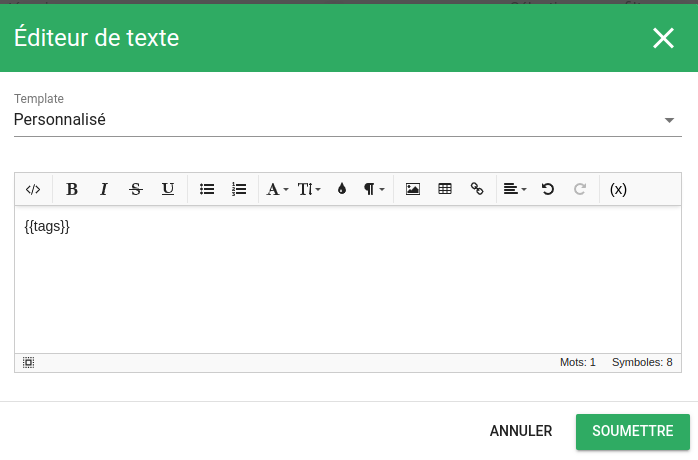 Éditeur de texte
Template
Personnalisé
</> B I S U A TI ¶ (x)
{{tags}}
Mots: 1 Symboles: 8
ANNULER SOUMETTRE